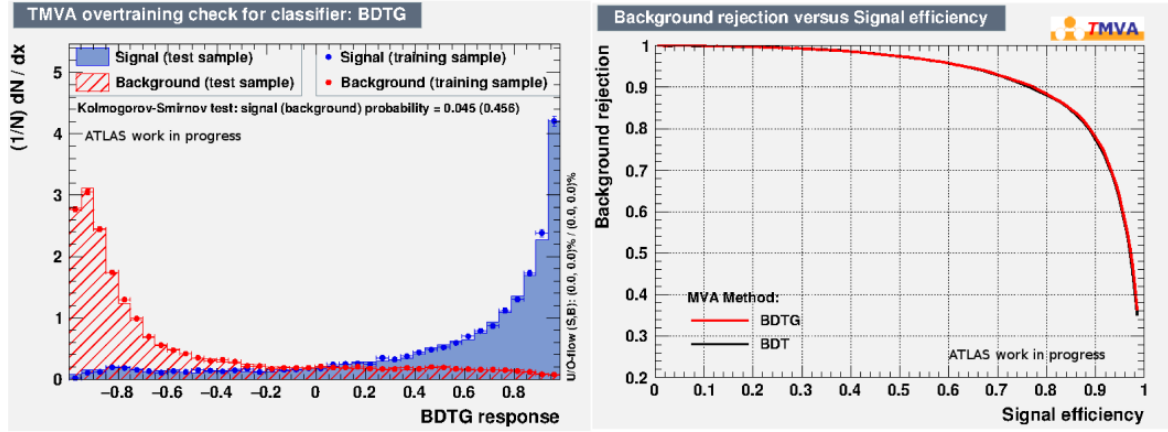 TMVA overtraining check for classifier: BDTG
(1/N) dN / dx
Signal (test sample)
Background (test sample)
Signal (training sample)
Background (training sample)
Kolmogorov-Smirnov test: signal (background) probability = 0.045 (0.456)
ATLAS work in progress
5
4
3
2
1
0
−0.8 −0.6 −0.4 −0.2 0 0.2 0.4 0.6 0.8
BDTG response
U/O-flow (S,B): (0.0, 0.0)% / (0.0, 0.0)%
Background rejection versus Signal efficiency
TMVA
Background rejection
1
0.9
0.8
0.7
0.6
0.5
0.4
0.3
0.2
MVA Method:
BDTG
BDT
ATLAS work in progress
0 0.1 0.2 0.3 0.4 0.5 0.6 0.7 0.8 0.9 1
Signal efficiency